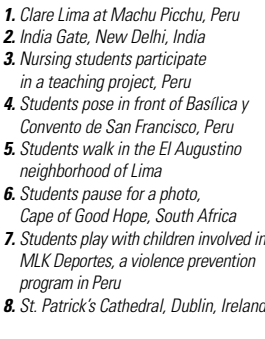 1. Clare Lima at Machu Picchu, Peru
2. India Gate, New Delhi, India
3. Nursing students participate
in a teaching project, Peru
4. Students pose in front of Basílica y
Convento de San Francisco, Peru
5. Students walk in the El Augustino
neighborhood of Lima
6. Students pause for a photo,
Cape of Good Hope, South Africa
7. Students play with children involved in
MLK Deportes, a violence prevention
program in Peru
8. St. Patrick's Cathedral, Dublin, Ireland